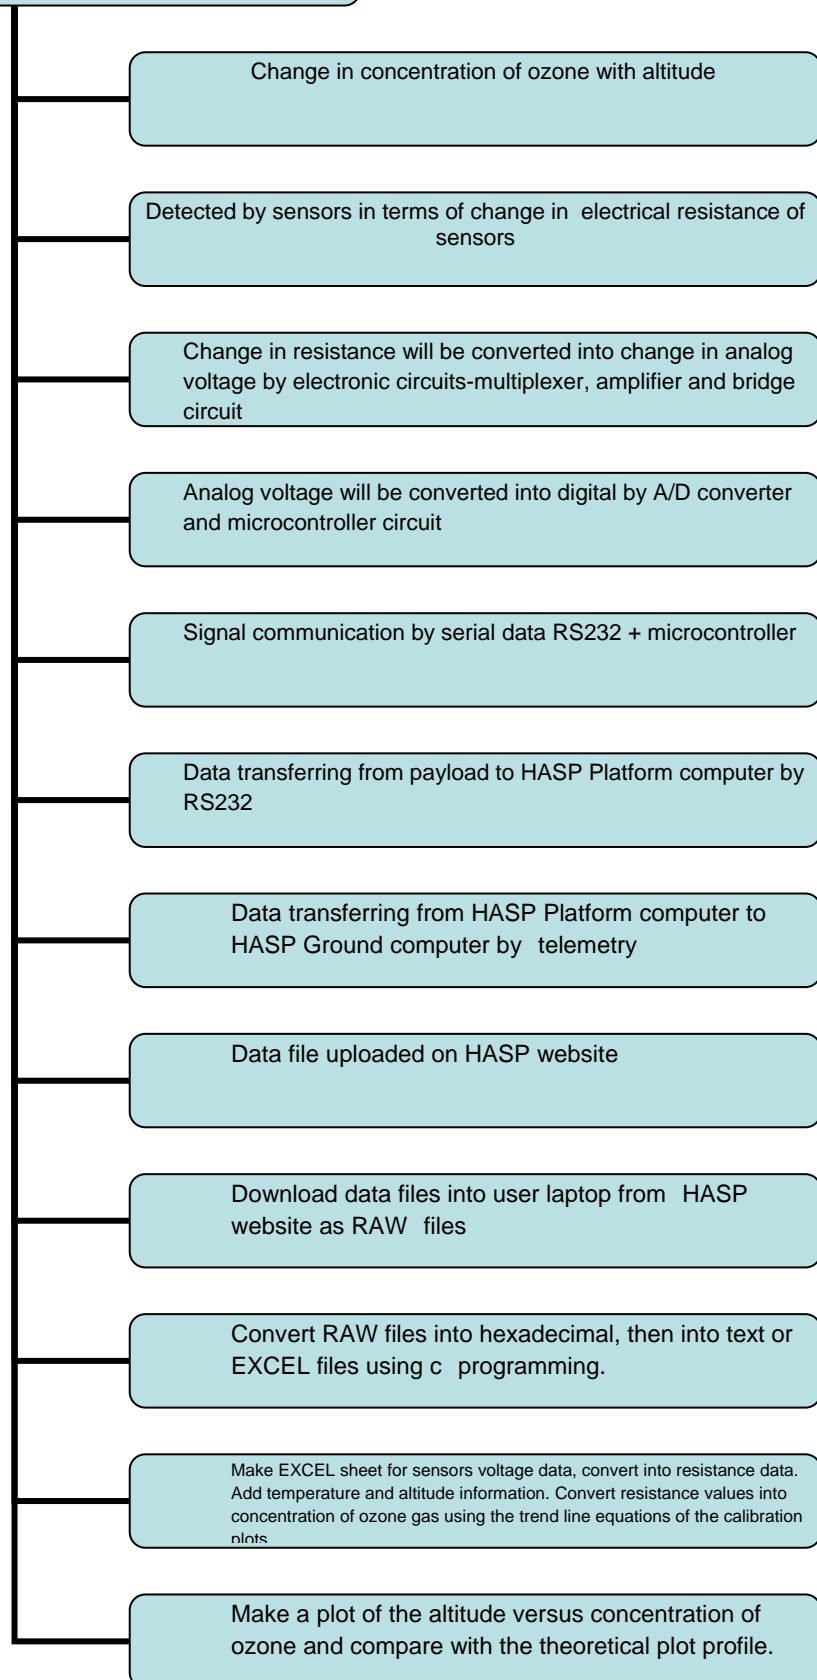 Change in concentration of ozone with altitude
Detected by sensors in terms of change in electrical resistance of
sensors
Change in resistance will be converted into change in analog
voltage by electronic circuits-multiplexer, amplifier and bridge
circuit
Analog voltage will be converted into digital by A/D converter
and microcontroller circuit
Signal communication by serial data RS232 + microcontroller
Data transferring from payload to HASP Platform computer by
RS232
Data transferring from HASP Platform computer to
HASP Ground computer by telemetry
Data file uploaded on HASP website
Download data files into user laptop from HASP
website as RAW files
Convert RAW files into hexadecimal, then into text or
EXCEL files using c programming.
Make EXCEL sheet for sensors voltage data, convert into resistance data.
Add temperature and altitude information. Convert resistance values into
concentration of ozone gas using the trend line equations of the calibration
plots
Make a plot of the altitude versus concentration of
ozone and compare with the theoretical plot profile.